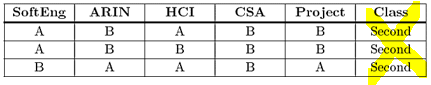 SoftEng ARIN HCI CSA Project Class
A B A B B Second
A B B B B Second
B A A B A Second